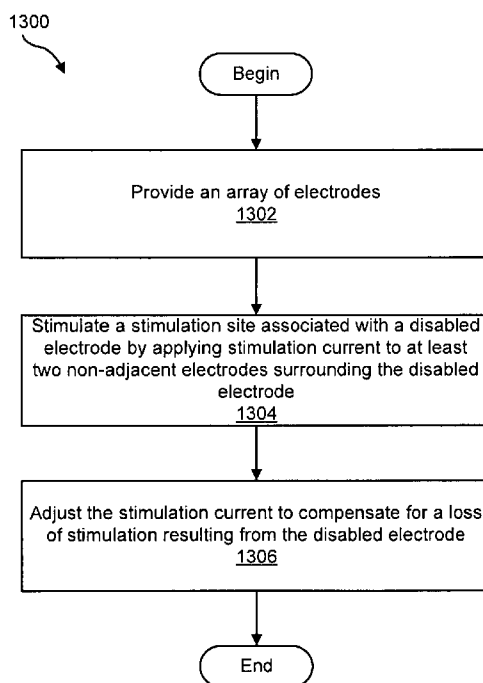 1300
Begin
Provide an array of electrodes
1302
Stimulate a stimulation site associated with a disabled
electrode by applying stimulation current to at least
two non-adjacent electrodes surrounding the disabled
electrode
1304
Adjust the stimulation current to compensate for a loss
of stimulation resulting from the disabled electrode
1306
End